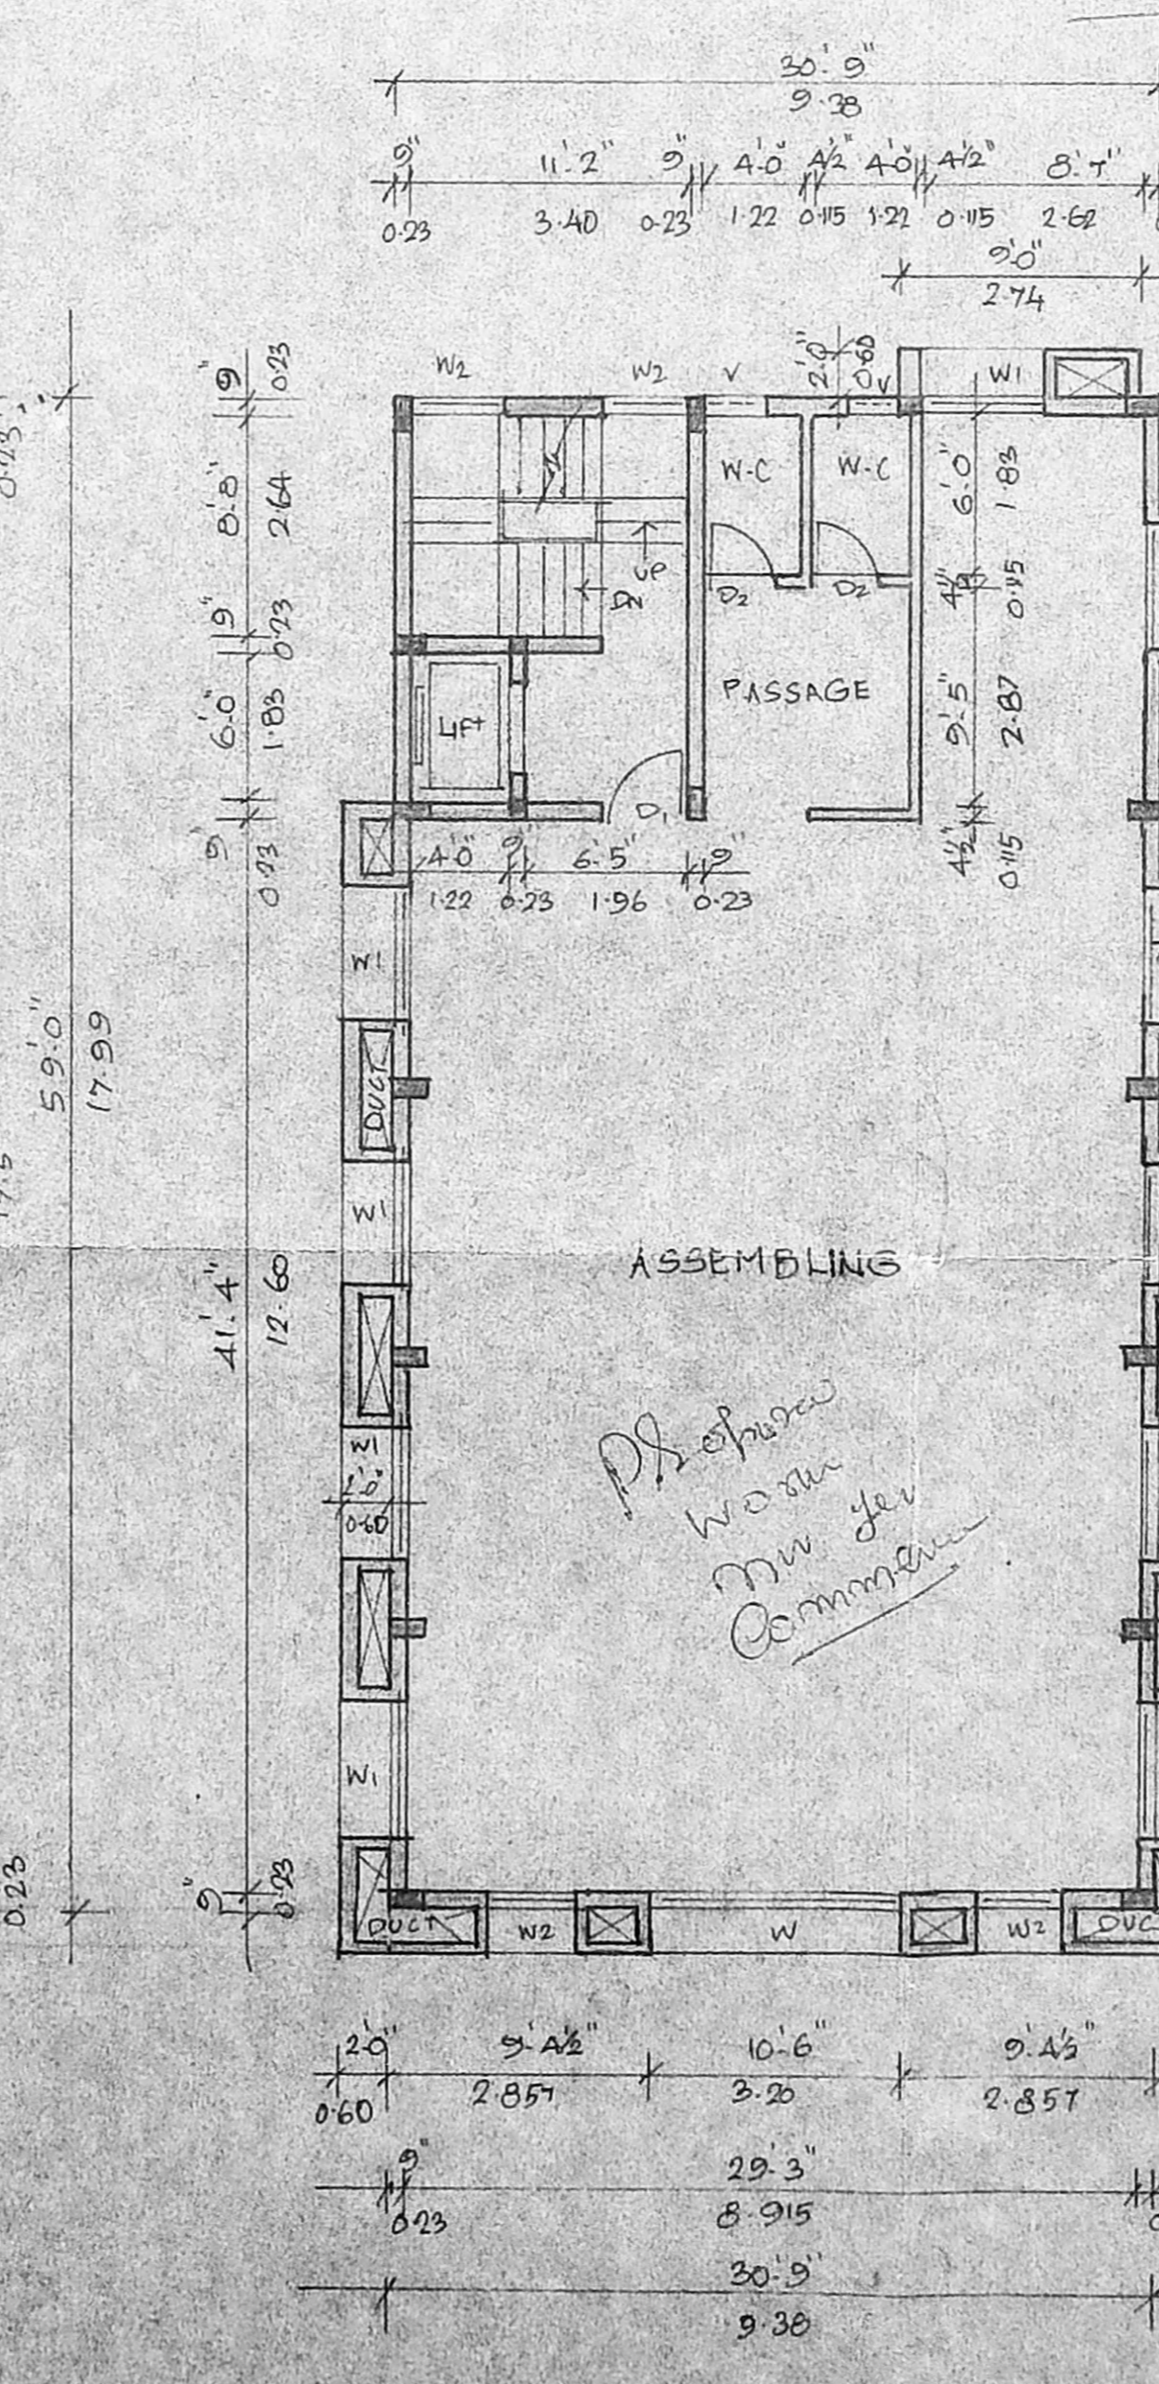 30'-9"
9.38
9" 11'-2" 9" 4'-0" 4½" 4'-0" 4½" 8'-7"
0.23 3.40 0.23 1.22 0.115 1.22 0.115 2.62
9'-0"
2.74
9" 0.23
W2 W2 V 2'-0" 0.60 V W1
8'-8" 2.64
W-C W-C
6'-0" 1.83
UP
DN
D2 D2
4½" 0.115
9" 0.23
6'-0" 1.83
Lift
PASSAGE
9'-5" 2.87
D1
9" 0.23
4'-0" 9" 6'-5" 9"
1.22 0.23 1.96 0.23
4½" 0.115
W1
59'-0" 17.99
DUCT
W1
41'-4" 12.60
ASSEMBLING
W1
2'-0"
0.60
W1
9" 0.23
0.23
DUCT W2 W W2 DUC
2'-0" 9'-4½" 10'-6" 9'-4½"
0.60 2.857 3.20 2.857
9" 29'-3"
0.23 8.915
30'-9"
9.38